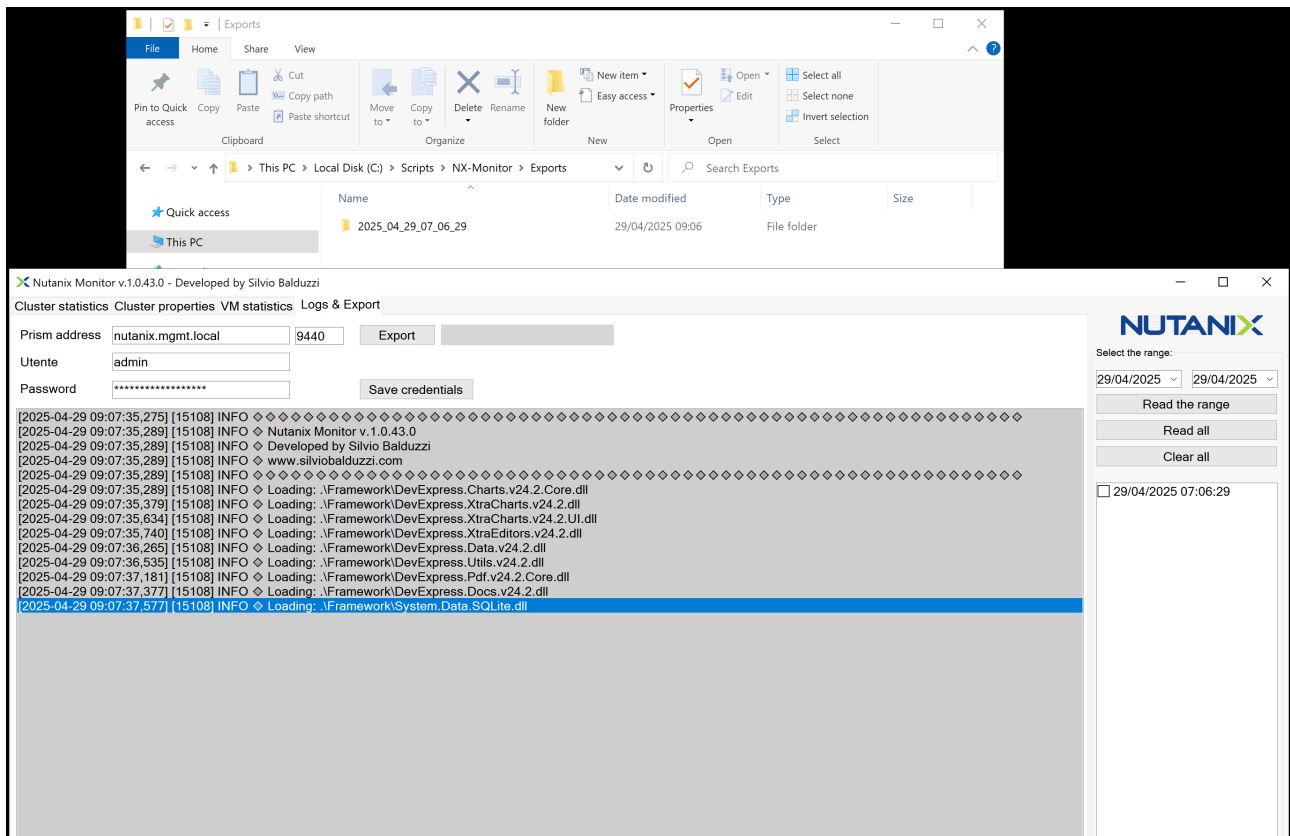 Exports
File Home Share View
Pin to Quick access
Copy
Paste
Cut
Copy path
Paste shortcut
Move to
Copy to
Delete
Rename
New folder
New item
Easy access
Properties
Open
Edit
Select all
Select none
Invert selection
Clipboard Organize New Open Select
This PC > Local Disk (C:) > Scripts > NX-Monitor > Exports
Search Exports
Name Date modified Type Size
Quick access
This PC
2025_04_29_07_06_29 29/04/2025 09:06 File folder
Nutanix Monitor v.1.0.43.0 - Developed by Silvio Balduzzi
Cluster statistics Cluster properties VM statistics Logs & Export
Prism address nutanix.mgmt.local 9440 Export
Utente admin
Password ****************** Save credentials
[2025-04-29 09:07:35,275] [15108] INFO ◇◇◇◇◇◇◇◇◇◇◇◇◇◇◇◇◇◇◇◇◇◇◇◇◇◇◇◇◇◇◇◇◇◇◇◇◇◇◇◇◇◇◇◇◇◇◇◇◇◇◇◇◇◇◇◇◇◇◇◇◇
[2025-04-29 09:07:35,289] [15108] INFO ◇ Nutanix Monitor v.1.0.43.0
[2025-04-29 09:07:35,289] [15108] INFO ◇ Developed by Silvio Balduzzi
[2025-04-29 09:07:35,289] [15108] INFO ◇ www.silviobalduzzi.com
[2025-04-29 09:07:35,289] [15108] INFO ◇◇◇◇◇◇◇◇◇◇◇◇◇◇◇◇◇◇◇◇◇◇◇◇◇◇◇◇◇◇◇◇◇◇◇◇◇◇◇◇◇◇◇◇◇◇◇◇◇◇◇◇◇◇◇◇◇◇◇◇◇
[2025-04-29 09:07:35,289] [15108] INFO ◇ Loading: .\Framework\DevExpress.Charts.v24.2.Core.dll
[2025-04-29 09:07:35,379] [15108] INFO ◇ Loading: .\Framework\DevExpress.XtraCharts.v24.2.dll
[2025-04-29 09:07:35,634] [15108] INFO ◇ Loading: .\Framework\DevExpress.XtraCharts.v24.2.UI.dll
[2025-04-29 09:07:35,740] [15108] INFO ◇ Loading: .\Framework\DevExpress.XtraEditors.v24.2.dll
[2025-04-29 09:07:36,265] [15108] INFO ◇ Loading: .\Framework\DevExpress.Data.v24.2.dll
[2025-04-29 09:07:36,535] [15108] INFO ◇ Loading: .\Framework\DevExpress.Utils.v24.2.dll
[2025-04-29 09:07:37,181] [15108] INFO ◇ Loading: .\Framework\DevExpress.Pdf.v24.2.Core.dll
[2025-04-29 09:07:37,377] [15108] INFO ◇ Loading: .\Framework\DevExpress.Docs.v24.2.dll
[2025-04-29 09:07:37,577] [15108] INFO ◇ Loading: .\Framework\System.Data.SQLite.dll
NUTANIX
Select the range:
29/04/2025 29/04/2025
Read the range
Read all
Clear all
29/04/2025 07:06:29